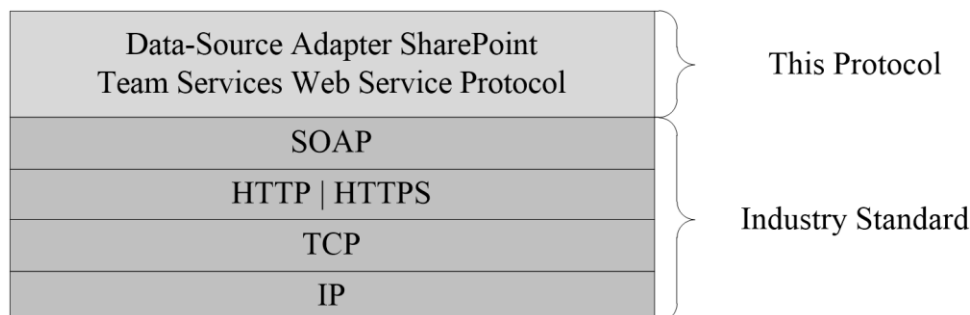 Data-Source Adapter SharePoint
Team Services Web Service Protocol
This Protocol
SOAP
HTTP | HTTPS
TCP
IP
Industry Standard